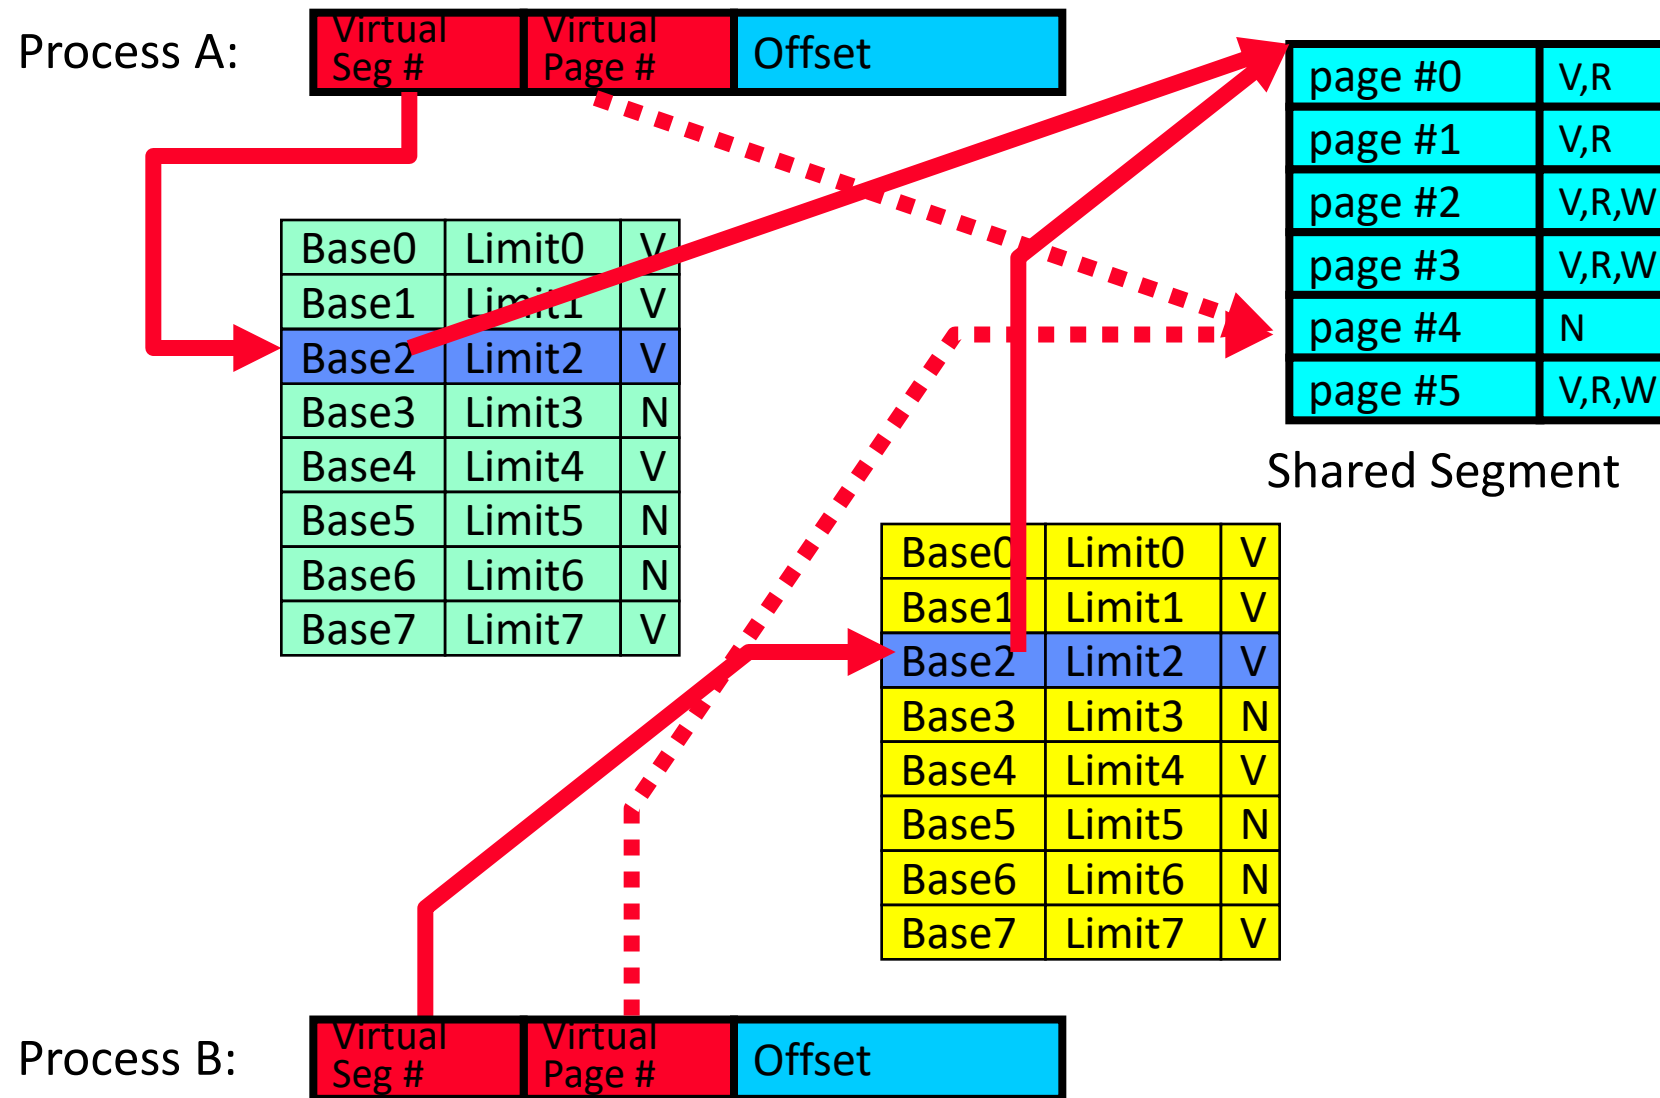 Process A:
Virtual Seg #
Virtual Page #
Offset
page #0 V,R
page #1 V,R
page #2 V,R,W
page #3 V,R,W
page #4 N
page #5 V,R,W
Shared Segment
Base0 Limit0 V
Base1 Limit1 V
Base2 Limit2 V
Base3 Limit3 N
Base4 Limit4 V
Base5 Limit5 N
Base6 Limit6 N
Base7 Limit7 V
Base0 Limit0 V
Base1 Limit1 V
Base2 Limit2 V
Base3 Limit3 N
Base4 Limit4 V
Base5 Limit5 N
Base6 Limit6 N
Base7 Limit7 V
Process B:
Virtual Seg #
Virtual Page #
Offset